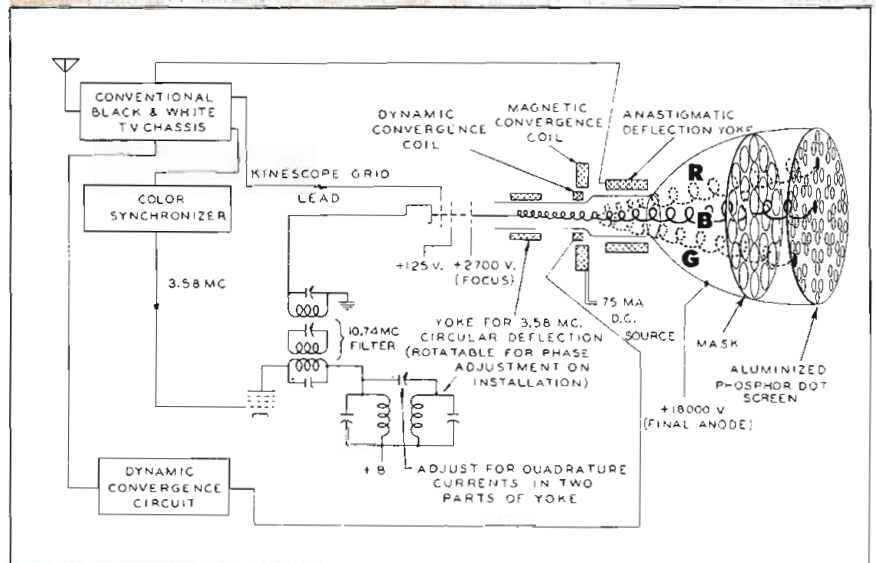 CONVENTIONAL
BLACK & WHITE
TV CHASSIS
COLOR
SYNCHRONIZER
3.58 MC
KINESCOPE GRID
LEAD
DYNAMIC
CONVERGENCE
COIL
MAGNETIC
CONVERGENCE
COIL
ANASTIGMATIC
DEFLECTION YOKE
R
B
G
+125 V.
+2700 V.
(FOCUS)
75 MA
D.C.
SOURCE
10.74 MC
FILTER
YOKE FOR 3.58 MC.
CIRCULAR DEFLECTION
(ROTATABLE FOR PHASE
ADJUSTMENT ON
INSTALLATION)
MASK
ALUMINIZED
PHOSPHOR DOT
SCREEN
+18000 V
(FINAL ANODE)
+B
ADJUST FOR QUADRATURE
CURRENTS IN TWO
PARTS OF YOKE
DYNAMIC
CONVERGENCE
CIRCUIT